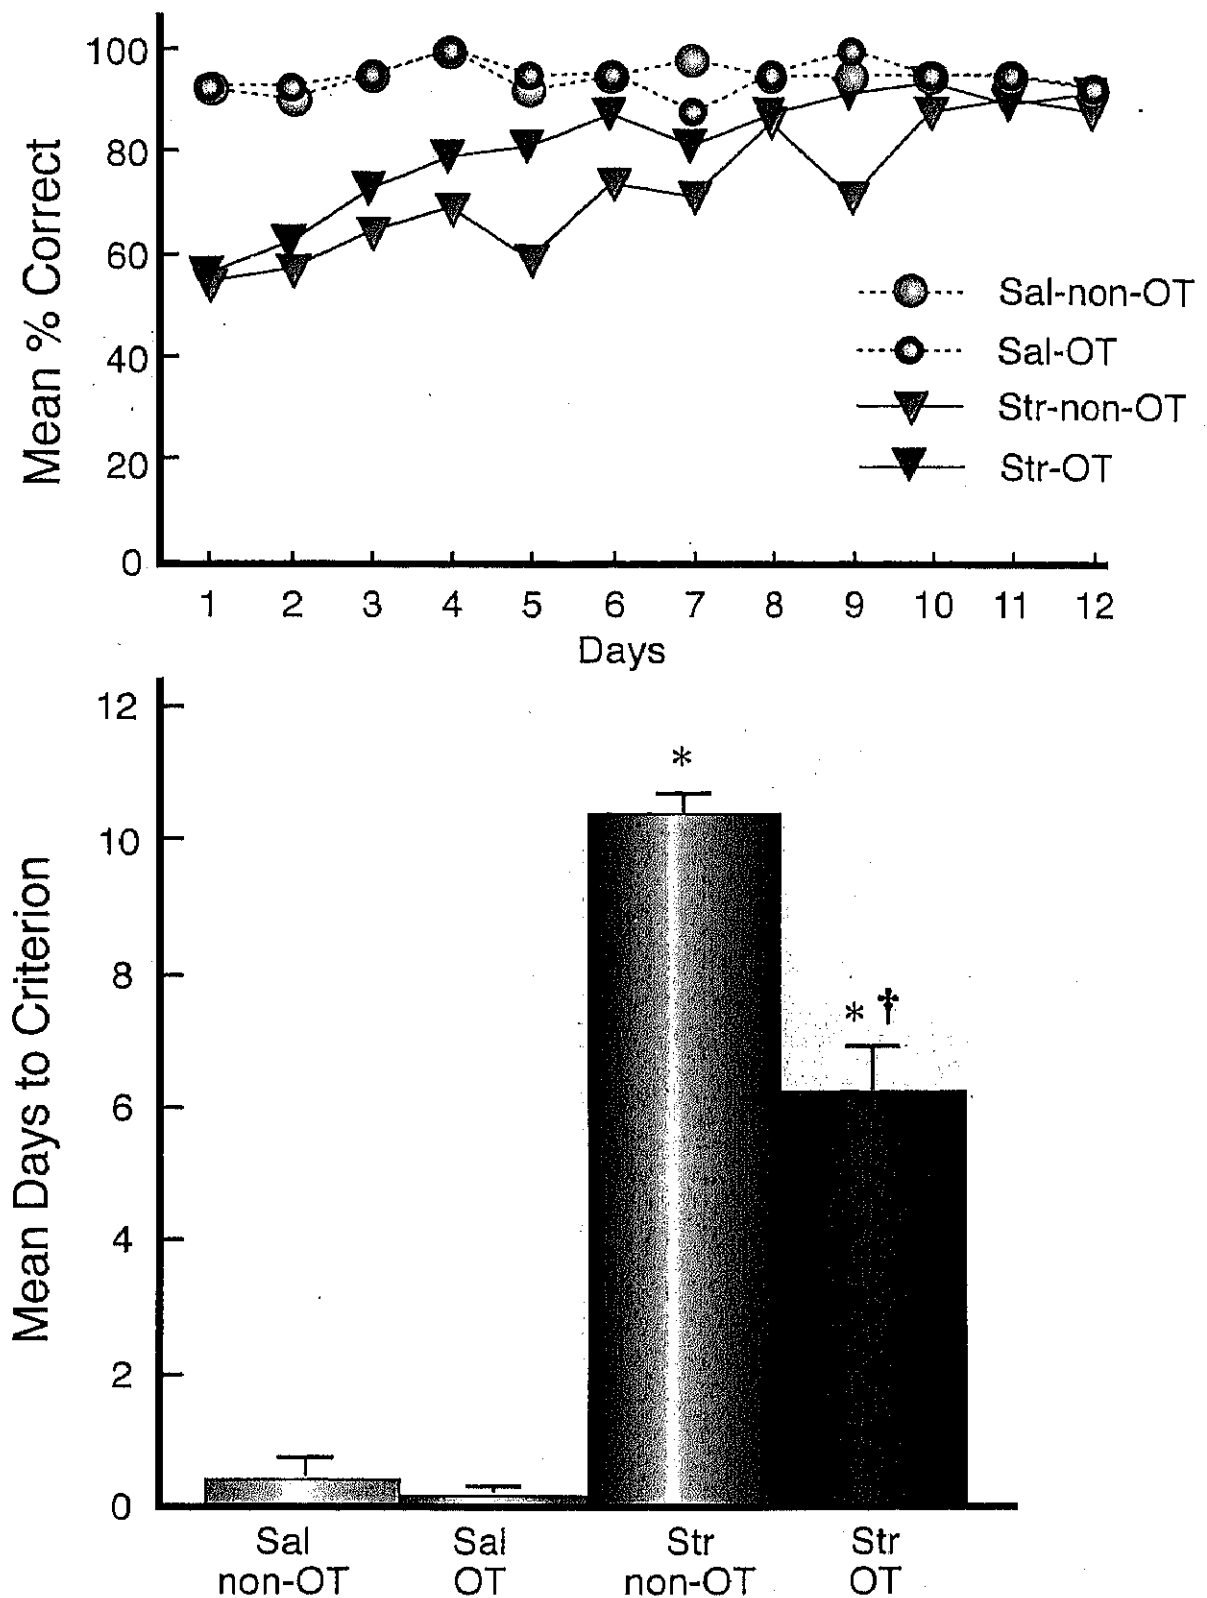 100
80
60
40
20
0
Mean % Correct
Sal-non-OT
Sal-OT
Str-non-OT
Str-OT
1 2 3 4 5 6 7 8 9 10 11 12
Days
12
10
8
6
4
2
0
Mean Days to Criterion
*
* †
Sal non-OT
Sal OT
Str non-OT
Str OT